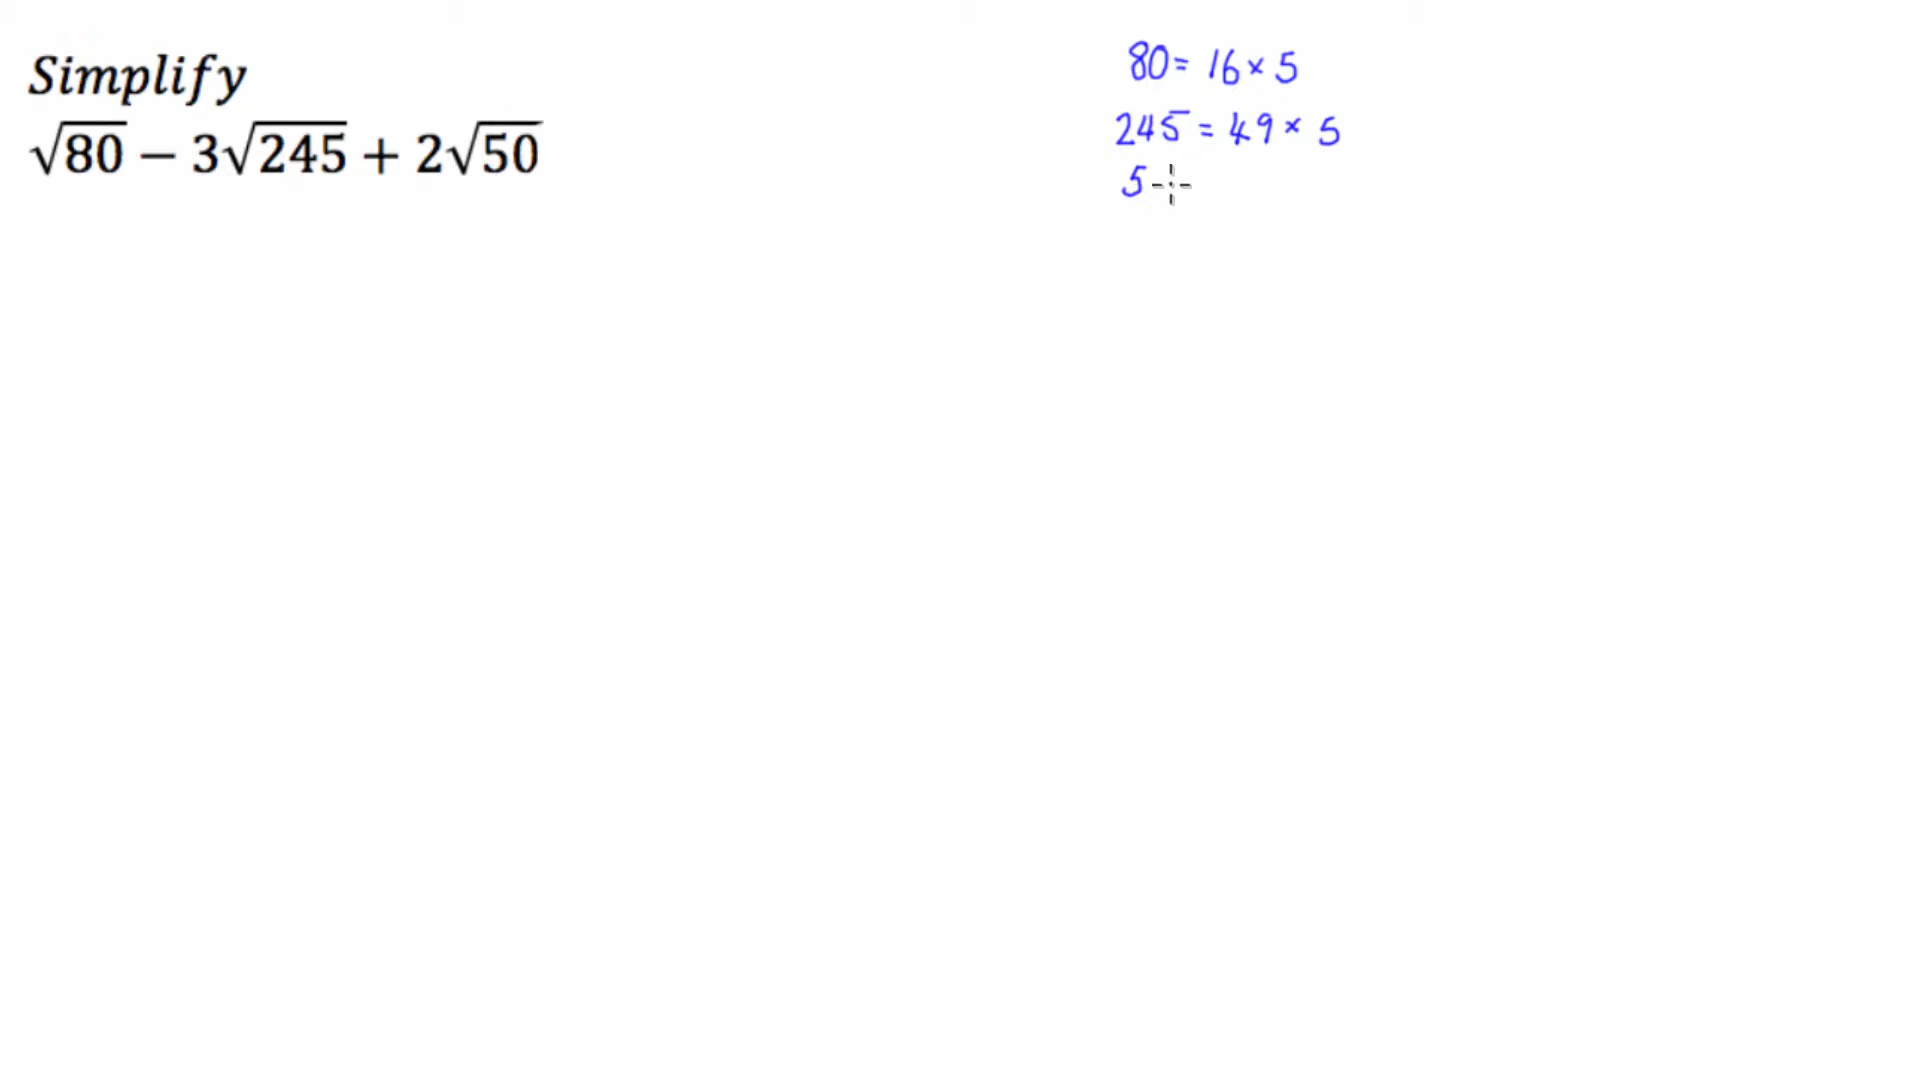 Simplify
√80 − 3√245 + 2√50
80 = 16 × 5
245 = 49 × 5
5